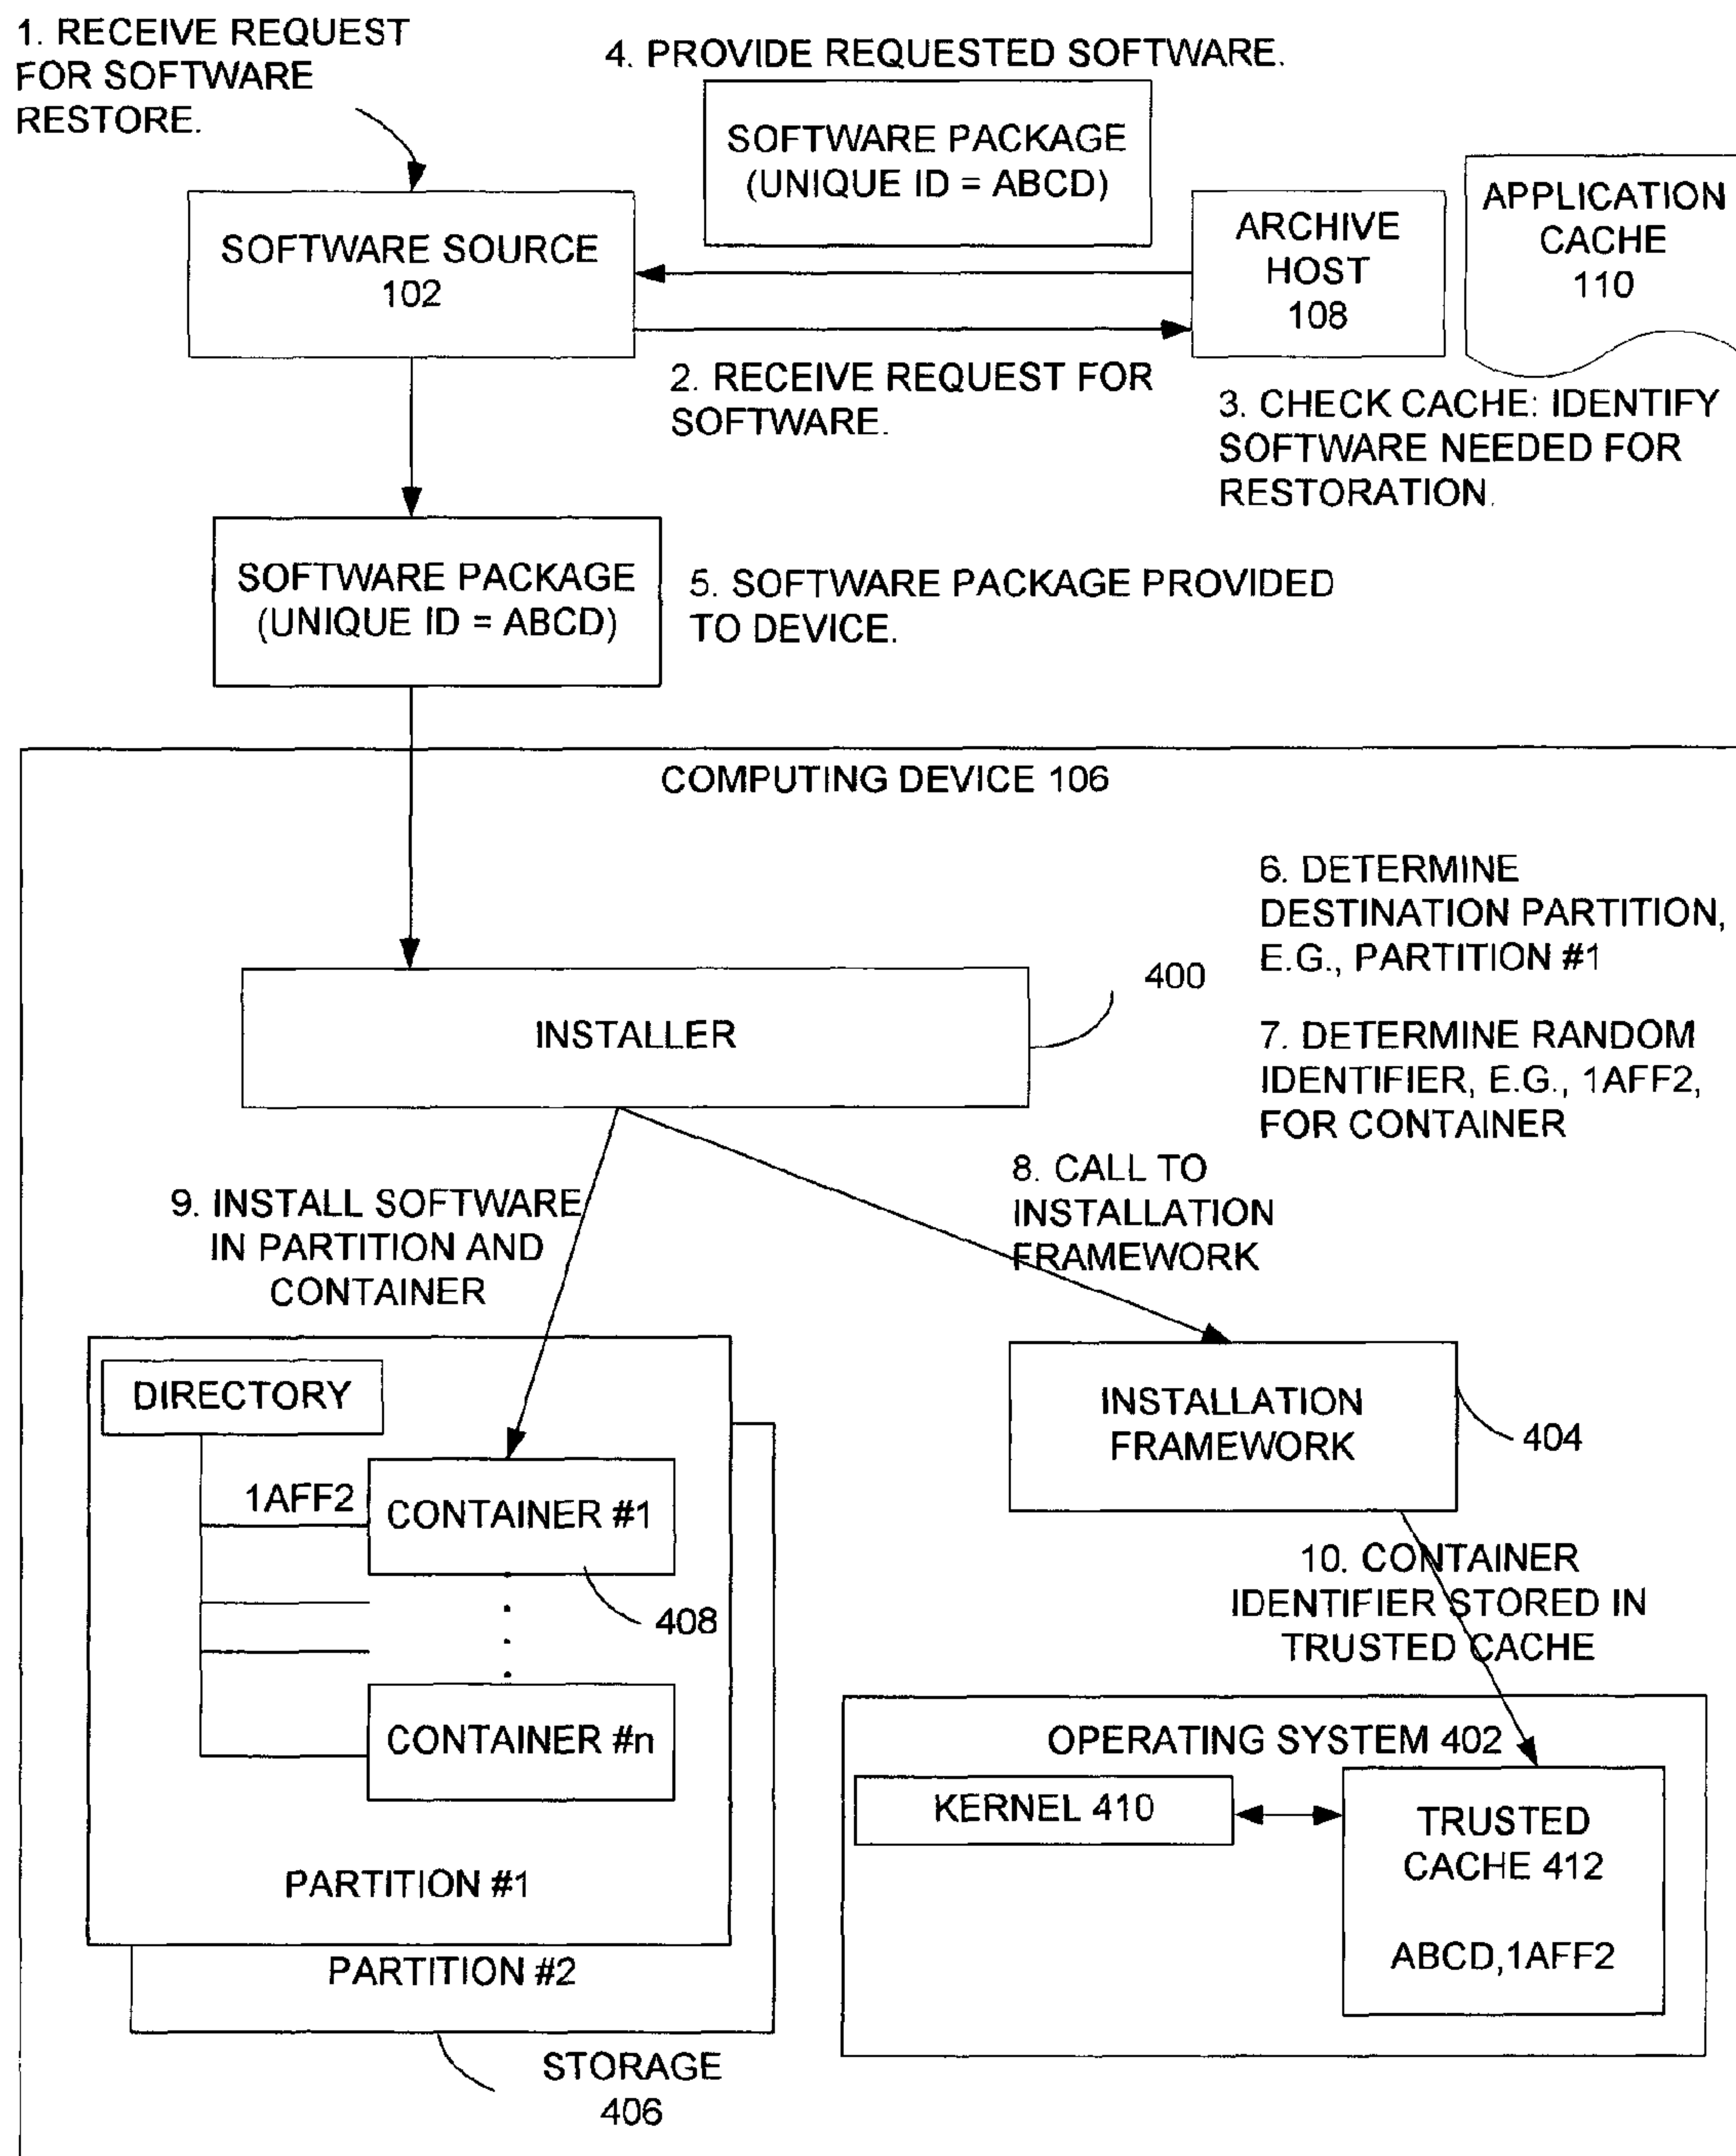 1. RECEIVE REQUEST
FOR SOFTWARE
RESTORE.
4. PROVIDE REQUESTED SOFTWARE.
SOFTWARE PACKAGE
(UNIQUE ID = ABCD)
SOFTWARE SOURCE
102
ARCHIVE
HOST
108
APPLICATION
CACHE
110
2. RECEIVE REQUEST FOR
SOFTWARE.
3. CHECK CACHE: IDENTIFY
SOFTWARE NEEDED FOR
RESTORATION.
SOFTWARE PACKAGE
(UNIQUE ID = ABCD)
5. SOFTWARE PACKAGE PROVIDED
TO DEVICE.
COMPUTING DEVICE 106
6. DETERMINE
DESTINATION PARTITION,
E.G., PARTITION #1
400
INSTALLER
7. DETERMINE RANDOM
IDENTIFIER, E.G., 1AFF2,
FOR CONTAINER
8. CALL TO
INSTALLATION
FRAMEWORK
9. INSTALL SOFTWARE
IN PARTITION AND
CONTAINER
DIRECTORY
1AFF2
CONTAINER #1
408
CONTAINER #n
PARTITION #1
PARTITION #2
STORAGE
406
INSTALLATION
FRAMEWORK
404
10. CONTAINER
IDENTIFIER STORED IN
TRUSTED CACHE
OPERATING SYSTEM 402
KERNEL 410
TRUSTED
CACHE 412
ABCD,1AFF2